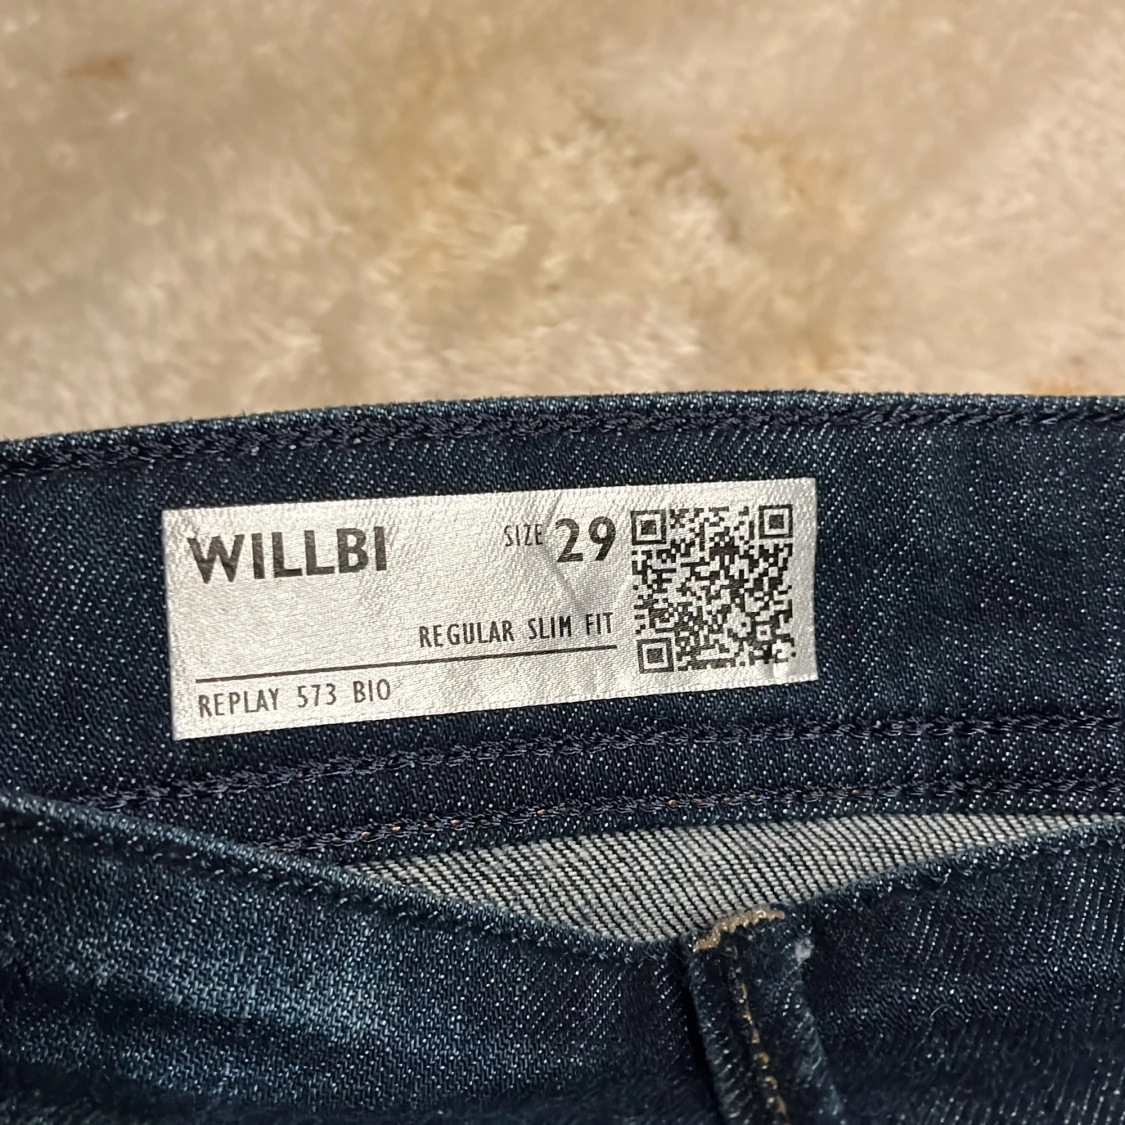 WILLBI
SIZE 29
REGULAR SLIM FIT
REPLAY 573 BIO